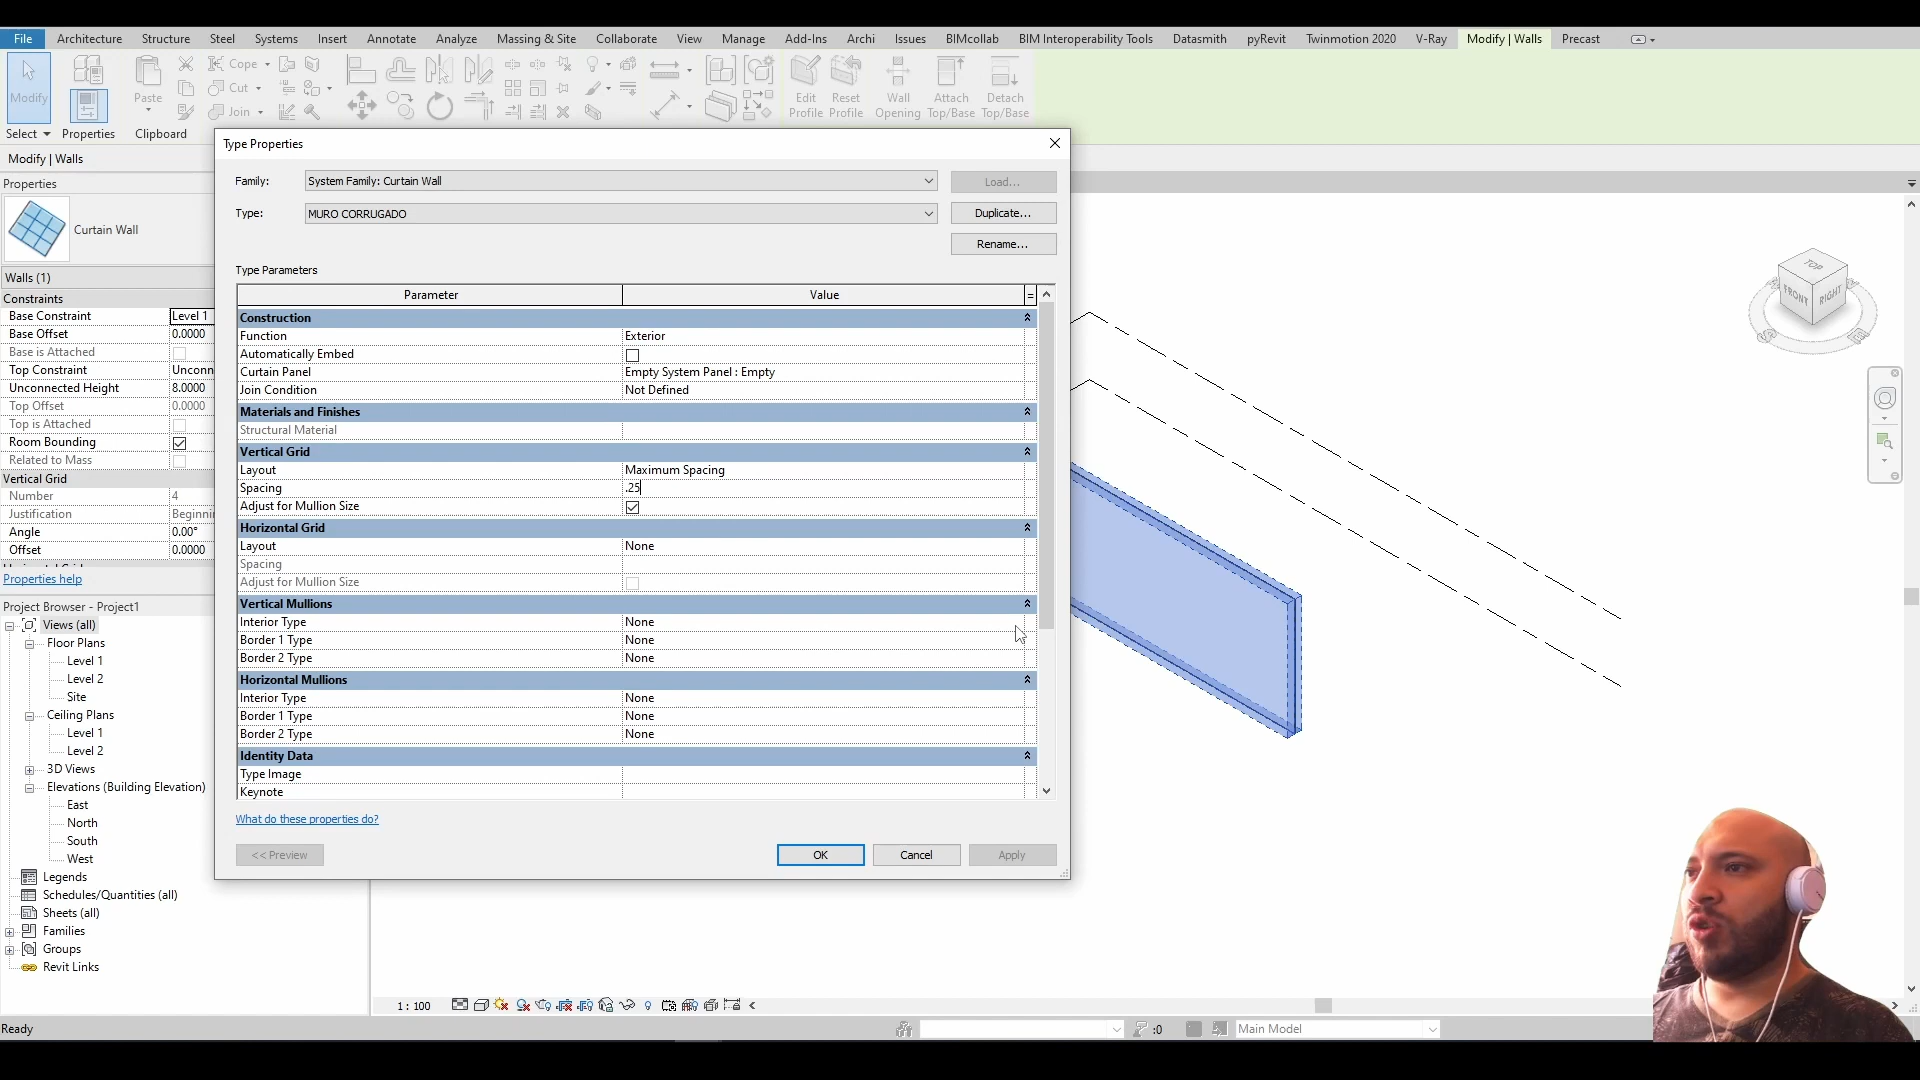 File Architecture Structure Steel Systems Insert Annotate Analyze Massing & Site Collaborate View Manage Add-Ins Archi Issues BIMcollab BIM Interoperability Tools Datasmith pyRevit Twinmotion 2020 V-Ray Modify | Walls Precast
Cope
Modify Paste Cut Edit Reset Wall Attach Detach
Join Profile Profile Opening Top/Base Top/Base
Select Properties Clipboard
Modify | Walls
Properties
Curtain Wall
Walls (1)
Constraints
Base Constraint Level 1
Base Offset 0.0000
Base is Attached
Top Constraint Unconn
Unconnected Height 8.0000
Top Offset 0.0000
Top is Attached
Room Bounding
Related to Mass
Vertical Grid
Number 4
Justification Beginni
Angle 0.00°
Offset 0.0000
Properties help
Project Browser - Project1
Views (all)
Floor Plans
Level 1
Level 2
Site
Ceiling Plans
Level 1
Level 2
3D Views
Elevations (Building Elevation)
East
North
South
West
Legends
Schedules/Quantities (all)
Sheets (all)
Families
Groups
Revit Links
Type Properties
Family: System Family: Curtain Wall Load...
Type: MURO CORRUGADO Duplicate...
Rename...
Type Parameters
Parameter Value =
Construction
Function Exterior
Automatically Embed
Curtain Panel Empty System Panel : Empty
Join Condition Not Defined
Materials and Finishes
Structural Material
Vertical Grid
Layout Maximum Spacing
Spacing .25
Adjust for Mullion Size
Horizontal Grid
Layout None
Spacing
Adjust for Mullion Size
Vertical Mullions
Interior Type None
Border 1 Type None
Border 2 Type None
Horizontal Mullions
Interior Type None
Border 1 Type None
Border 2 Type None
Identity Data
Type Image
Keynote
What do these properties do?
<< Preview OK Cancel Apply
TOP
FRONT RIGHT
1 : 100
Ready :0 Main Model